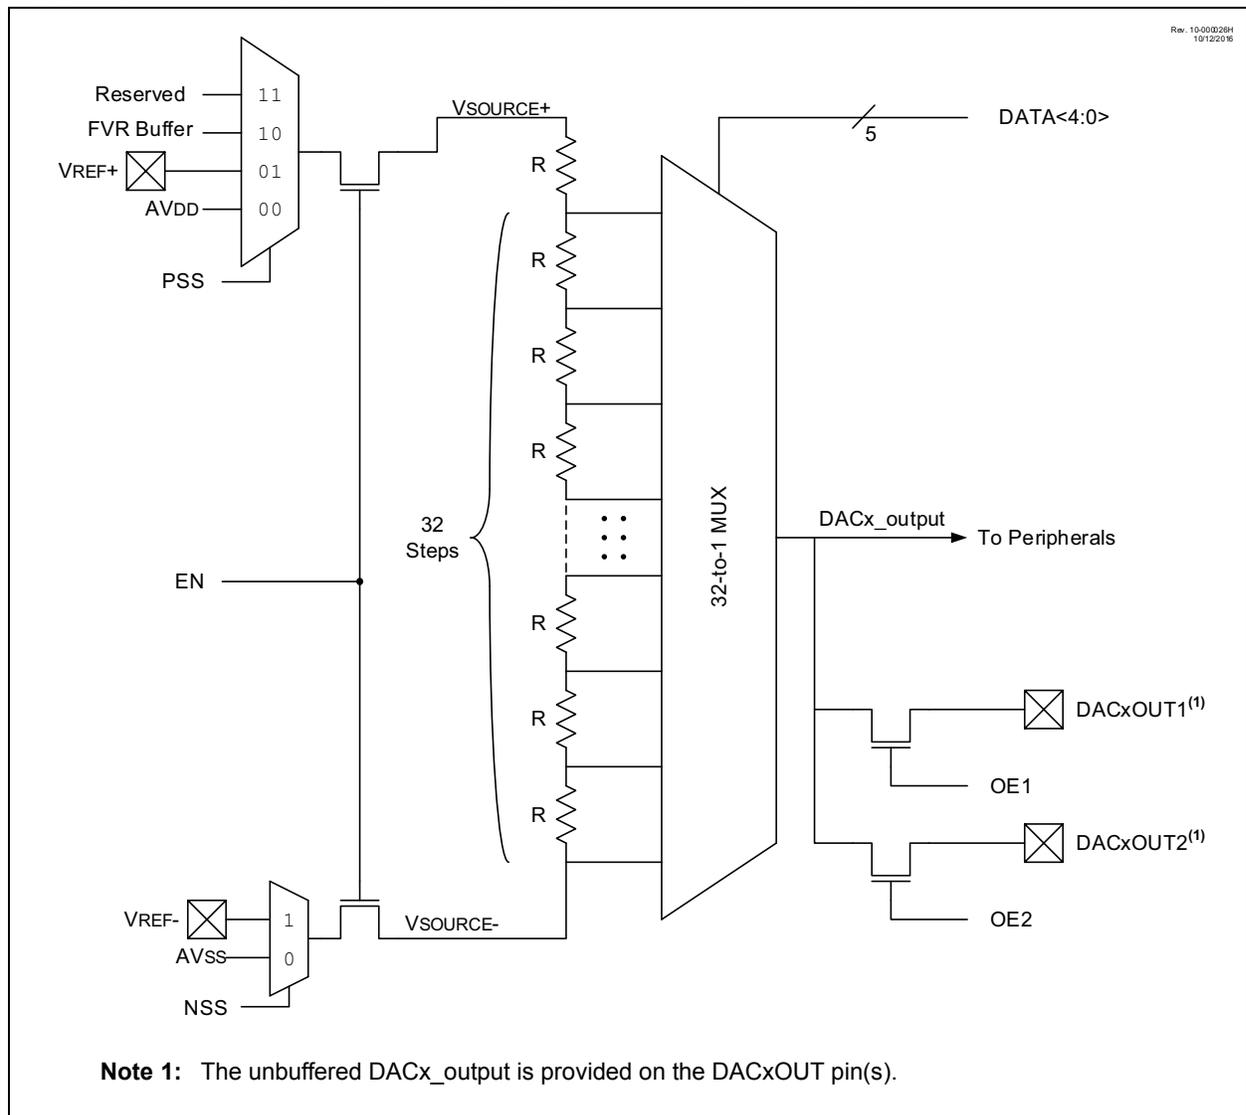 Rev. 10-000026H
10/12/2016
Reserved
11
FVR Buffer
10
VREF+
01
AVDD
00
PSS
VSOURCE+
R
R
R
R
32
Steps
R
R
R
EN
32-to-1 MUX
DATA<4:0>
5
DACx_output
To Peripherals
DACxOUT1(1)
OE1
DACxOUT2(1)
OE2
VREF-
1
AVSS
0
NSS
VSOURCE-
Note 1: The unbuffered DACx_output is provided on the DACxOUT pin(s).